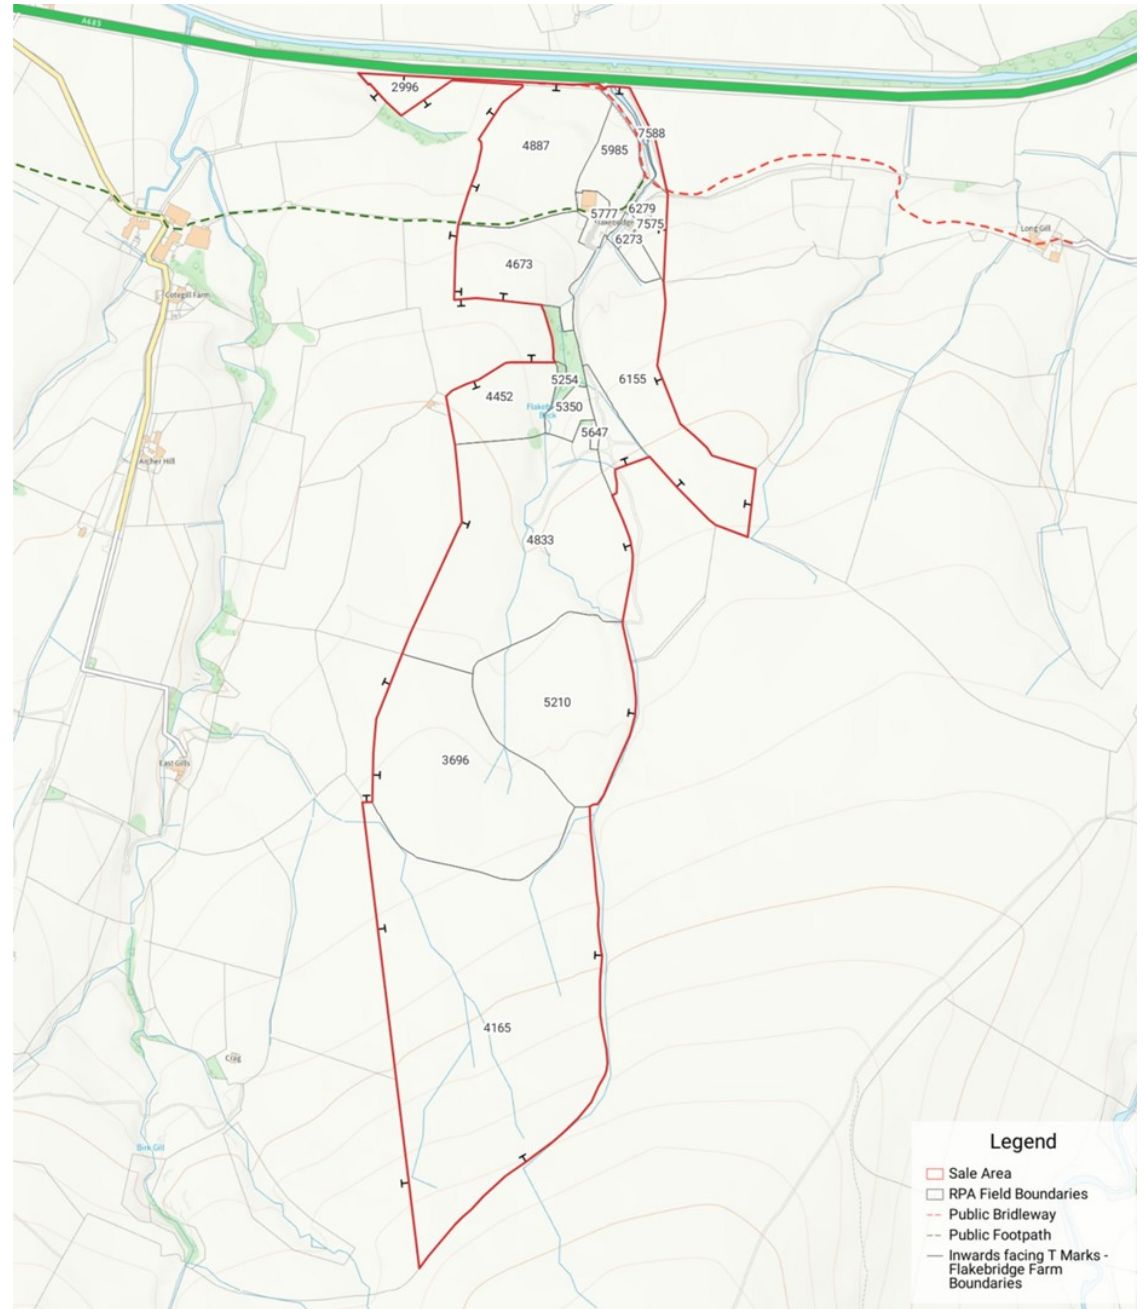 A685
2996
4887
5985
7588
5777
6279
7575
6273
Long Gill
4673
Cotegill Farm
6155
5254
4452
5350
5647
Archer Hill
4833
5210
3696
East Gills
4165
Crag
Birk Gill
Legend
Sale Area
RPA Field Boundaries
Public Bridleway
Public Footpath
Inwards facing T Marks -
Flakebridge Farm
Boundaries